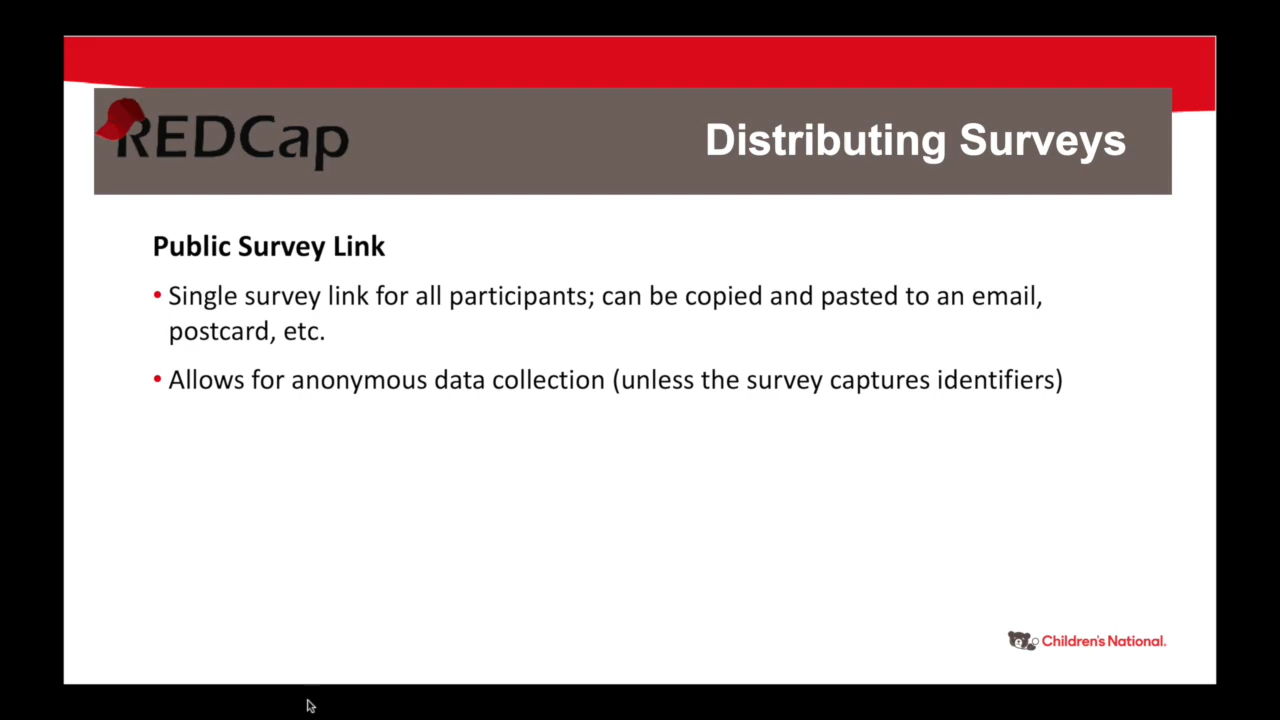 REDCap
Distributing Surveys
Public Survey Link
• Single survey link for all participants; can be copied and pasted to an email,
postcard, etc.
• Allows for anonymous data collection (unless the survey captures identifiers)
Children's National.